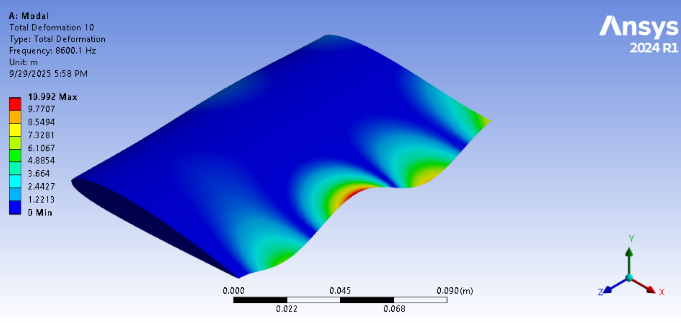 A: Modal
Total Deformation 10
Type: Total Deformation
Frequency: 8600.1 Hz
Unit: m
9/29/2025 5:58 PM
10.992 Max
9.7707
8.5494
7.3281
6.1067
4.8854
3.664
2.4427
1.2213
0 Min
Ansys
2024 R1
0.000
0.045
0.090(m)
0.022
0.068
Y
Z
X